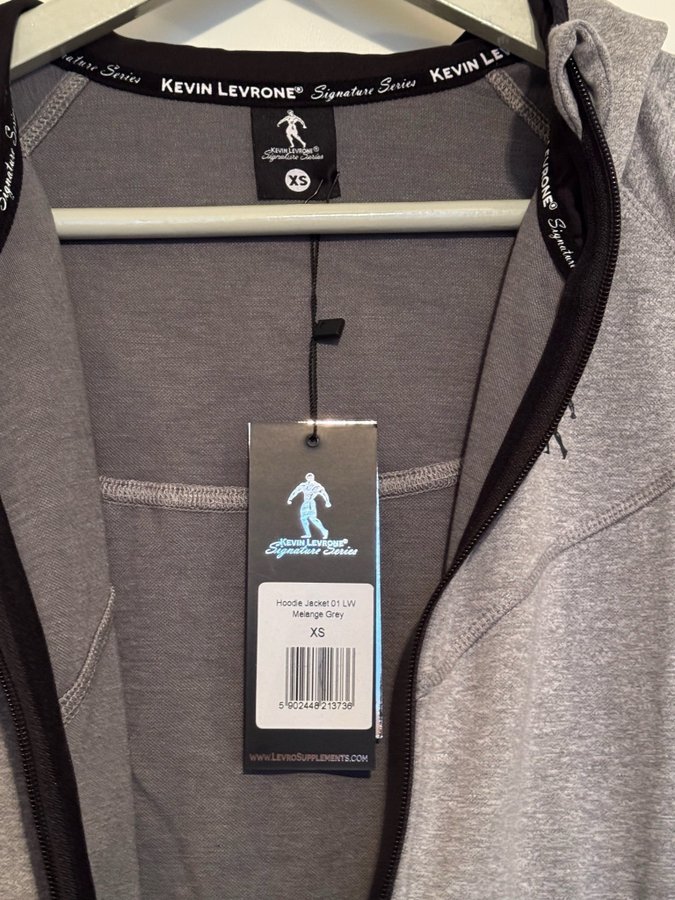 Signature Series
KEVIN LEVRONE® Signature Series KEVIN LEVRONE®
Signature Series
KEVIN LEVRONE®
Signature Series
XS
KEVIN LEVRONE®
Signature Series
Hoodie Jacket 01 LW
Melange Grey
XS
5 902448 213736
WWW.LEVROSUPPLEMENTS.COM